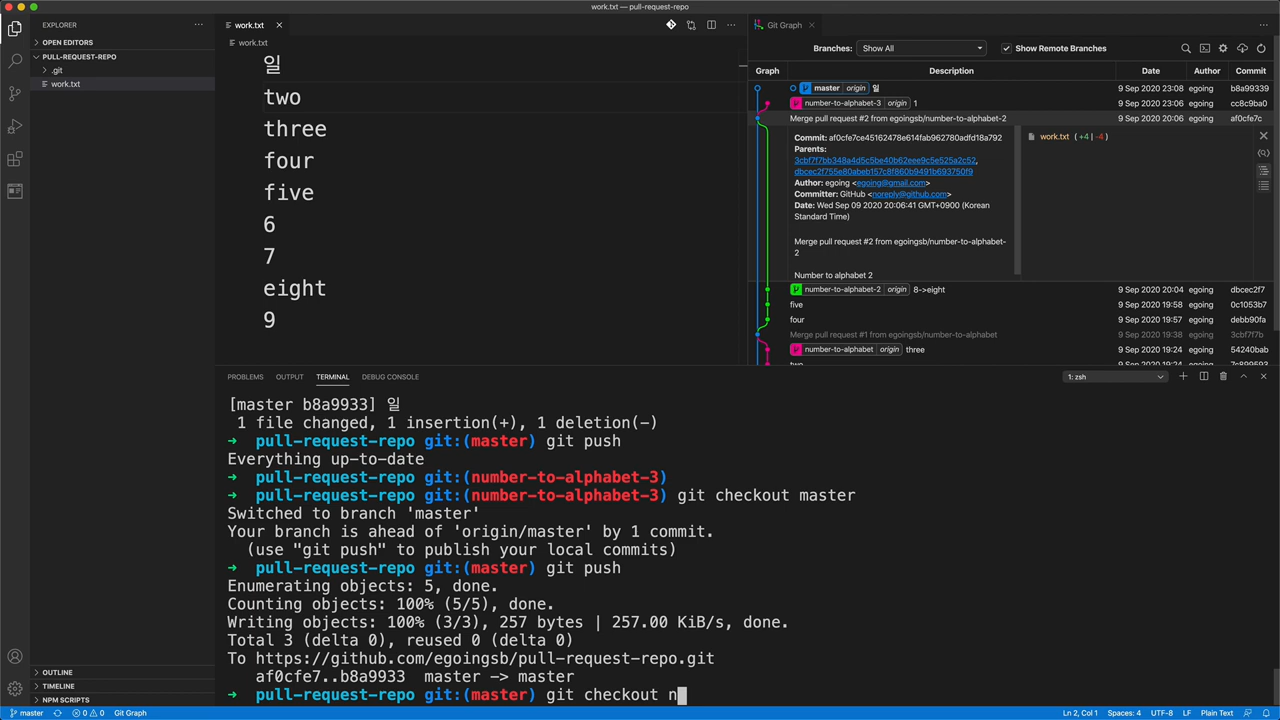 work.txt — pull-request-repo
EXPLORER
OPEN EDITORS
PULL-REQUEST-REPO
.git
work.txt
OUTLINE
TIMELINE
NPM SCRIPTS
work.txt
work.txt
일
two
three
four
five
6
7
eight
9
Git Graph
Branches: Show All Show Remote Branches
Graph Description Date Author Commit
master origin 일 9 Sep 2020 23:08 egoing b8a99339
number-to-alphabet-3 origin 1 9 Sep 2020 23:06 egoing cc8c9ba0
Merge pull request #2 from egoingsb/number-to-alphabet-2 9 Sep 2020 20:06 egoing af0cfe7c
Commit: af0cfe7ce45162478e614fab962780adfd18a792
Parents:
3cbf7f7bb348a4d5c5be40b62eee9c5e525a2c52,
dbcec2f755e80abeb157c8f860b9491b693750f9
Author: egoing <egoing@gmail.com>
Committer: GitHub <noreply@github.com>
Date: Wed Sep 09 2020 20:06:41 GMT+0900 (Korean
Standard Time)
Merge pull request #2 from egoingsb/number-to-alphabet-
2
Number to alphabet 2
work.txt (+4|-4)
number-to-alphabet-2 origin 8->eight 9 Sep 2020 20:04 egoing dbcec2f7
five 9 Sep 2020 19:58 egoing 0c1053b7
four 9 Sep 2020 19:57 egoing debb90fa
Merge pull request #1 from egoingsb/number-to-alphabet 9 Sep 2020 19:38 egoing 3cbf7f7b
number-to-alphabet origin three 9 Sep 2020 19:24 egoing 54240bab
PROBLEMS OUTPUT TERMINAL DEBUG CONSOLE 1: zsh
[master b8a9933] 일
1 file changed, 1 insertion(+), 1 deletion(-)
➜ pull-request-repo git:(master) git push
Everything up-to-date
➜ pull-request-repo git:(number-to-alphabet-3)
➜ pull-request-repo git:(number-to-alphabet-3) git checkout master
Switched to branch 'master'
Your branch is ahead of 'origin/master' by 1 commit.
(use "git push" to publish your local commits)
➜ pull-request-repo git:(master) git push
Enumerating objects: 5, done.
Counting objects: 100% (5/5), done.
Writing objects: 100% (3/3), 257 bytes | 257.00 KiB/s, done.
Total 3 (delta 0), reused 0 (delta 0)
To https://github.com/egoingsb/pull-request-repo.git
af0cfe7..b8a9933 master -> master
➜ pull-request-repo git:(master) git checkout n
master 0 0 Git Graph Ln 2, Col 1 Spaces: 4 UTF-8 LF Plain Text